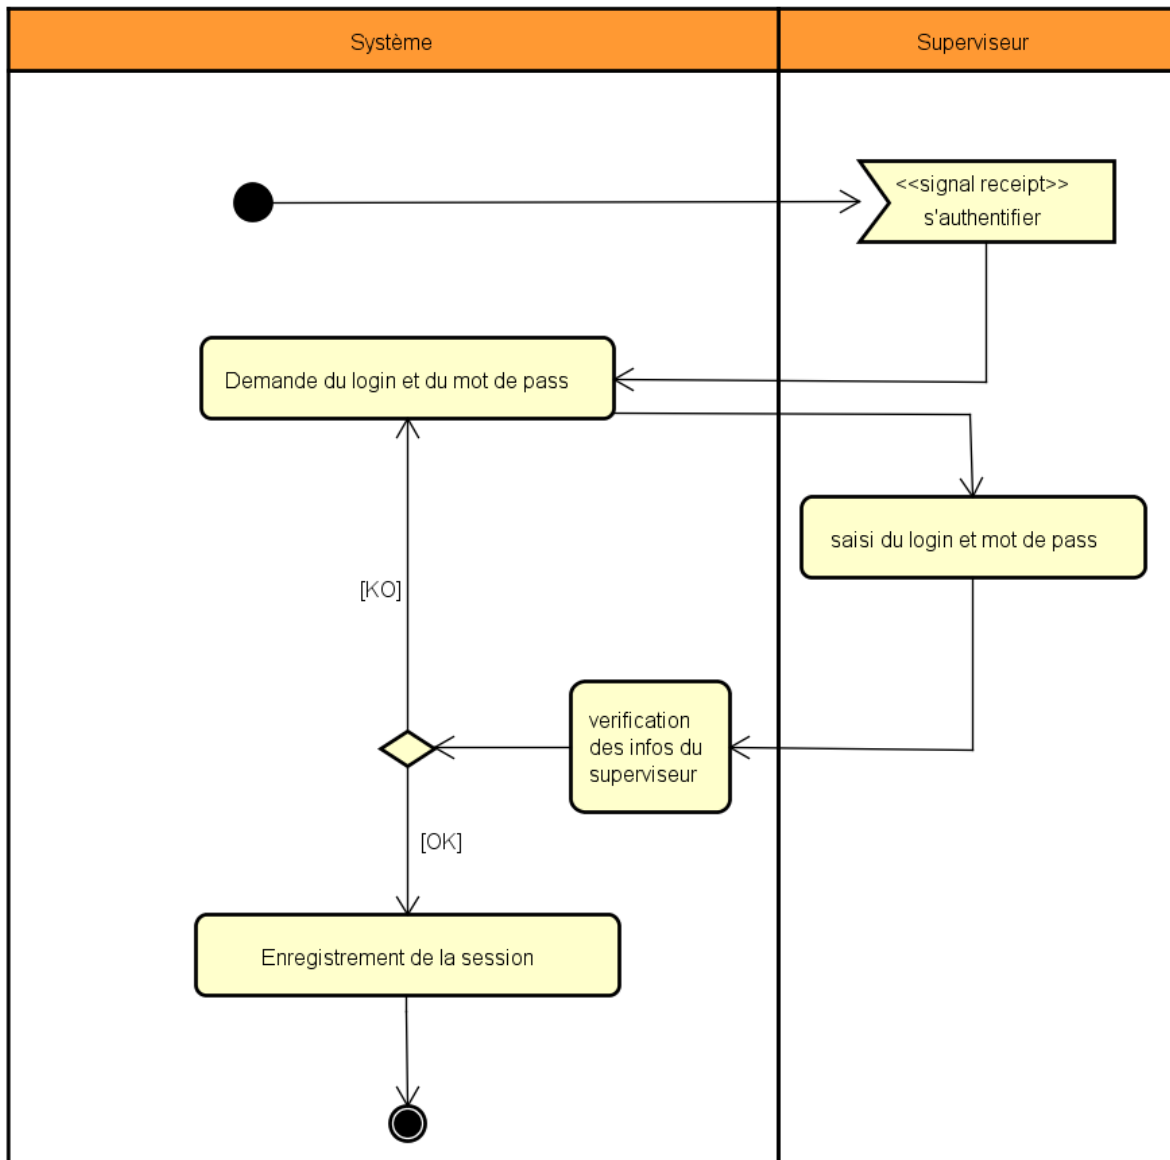 Système
Superviseur
<<signal receipt>>
s'authentifier
Demande du login et du mot de pass
saisi du login et mot de pass
[KO]
verification
des infos du
superviseur
[OK]
Enregistrement de la session